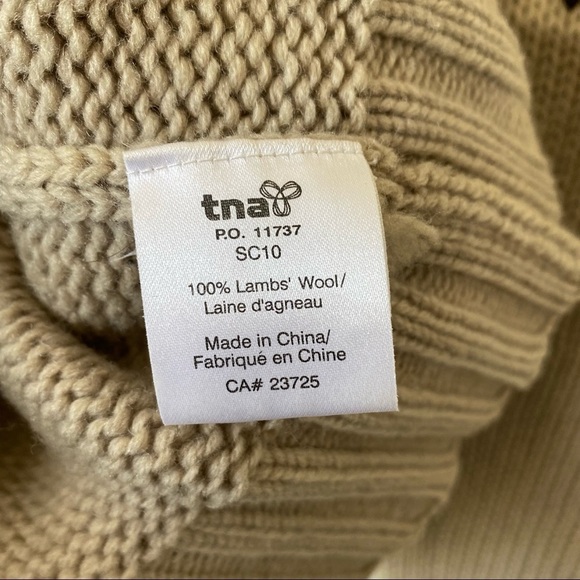 tna
P.O. 11737
SC10
100% Lambs' Wool/
Laine d'agneau
Made in China/
Fabriqué en Chine
CA# 23725